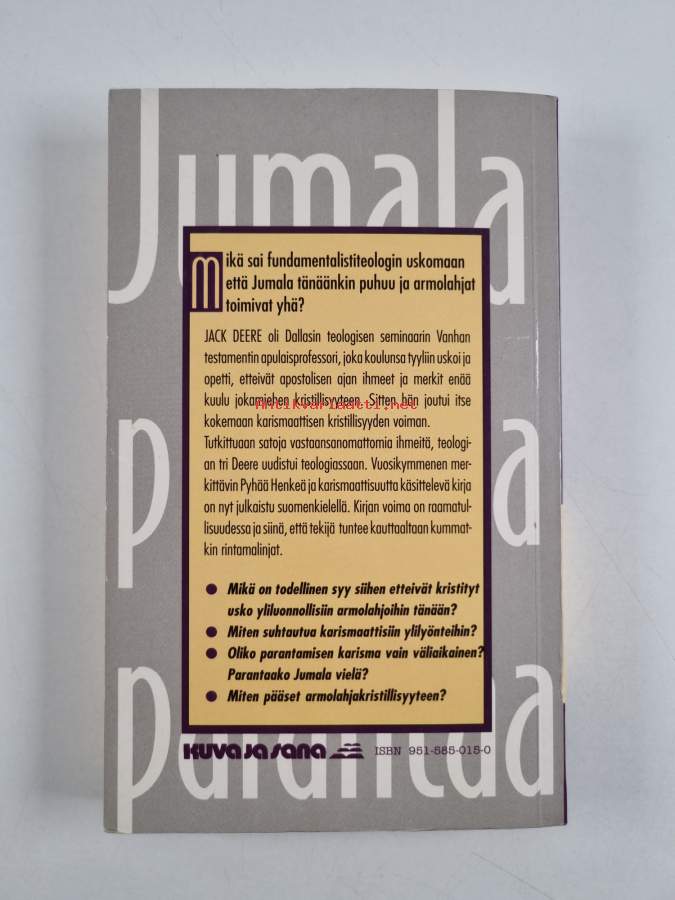 Jumala
Mikä sai fundamentalistiteologin uskomaan
että Jumala tänäänkin puhuu ja armolahjat
toimivat yhä?
JACK DEERE oli Dallasin teologisen seminaarin Vanhan
testamentin apulaisprofessori, joka koulunsa tyyliin uskoi ja
opetti, etteivät apostolisen ajan ihmeet ja merkit enää
kuulu jokamiehen kristillisyyteen. Sitten hän joutui itse
Antikvariaatti.net
kokemaan karismaattisen kristillisyyden voiman.
Tutkittuaan satoja vastaansanomattomia ihmeitä, teologi-
an tri Deere uudistui teologiassaan. Vuosikymmenen mer-
kittävin Pyhää Henkeä ja karismaattisuutta käsittelevä kirja
on nyt julkaistu suomenkielellä. Kirjan voima on raamatul-
lisuudessa ja siinä, että tekijä tuntee kauttaaltaan kummat-
kin rintamalinjat.
● Mikä on todellinen syy siihen etteivät kristityt
usko yliluonnollisiin armolahjoihin tänään?
● Miten suhtautua karismaattisiin ylilyönteihin?
● Oliko parantamisen karisma vain väliaikainen?
Parantaako Jumala vielä?
● Miten pääset armolahjakristillisyyteen?
KUVA JA SANA ISBN 951-585-015-0
parantaa